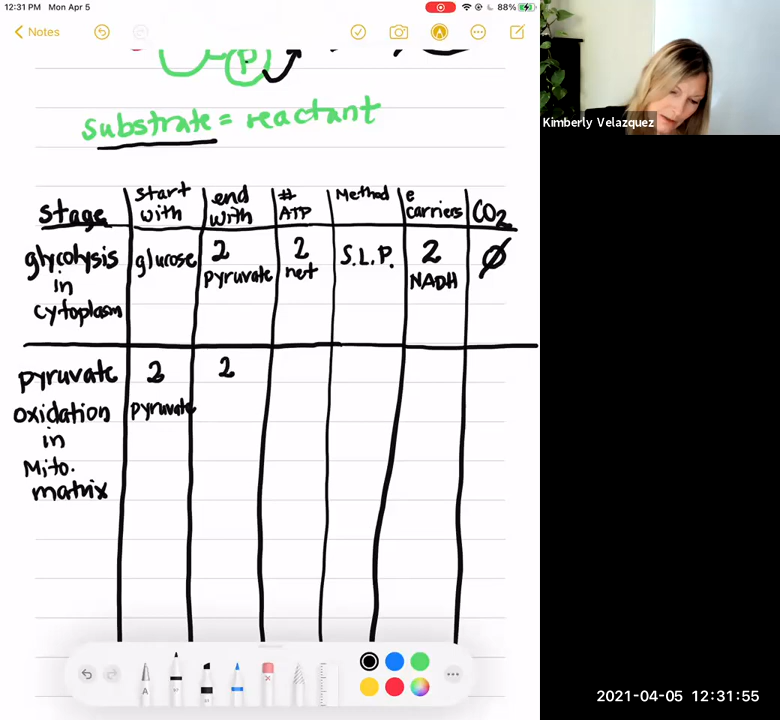 12:31 PM Mon Apr 5
88%
Notes
P
substrate = reactant
stage
start with
end with
# ATP
Method
e carriers
CO2
glycolysis in cytoplasm
glucose
2 pyruvate
2 net
S.L.P.
2 NADH
Ø
pyruvate oxidation in Mito. matrix
2 pyruvate
2
A
Kimberly Velazquez
2021-04-05 12:31:55